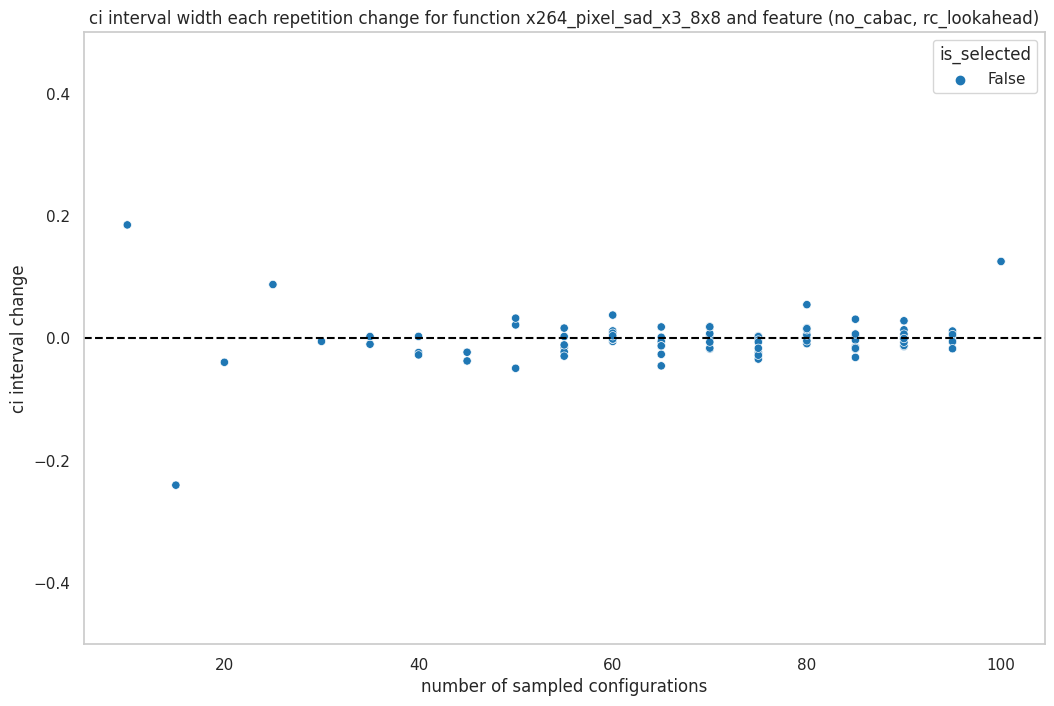 ci interval width each repetition change for function x264_pixel_sad_x3_8x8 and feature (no_cabac, rc_lookahead)
is_selected
False
ci interval change
0.4
0.2
0.0
−0.2
−0.4
20 40 60 80 100
number of sampled configurations